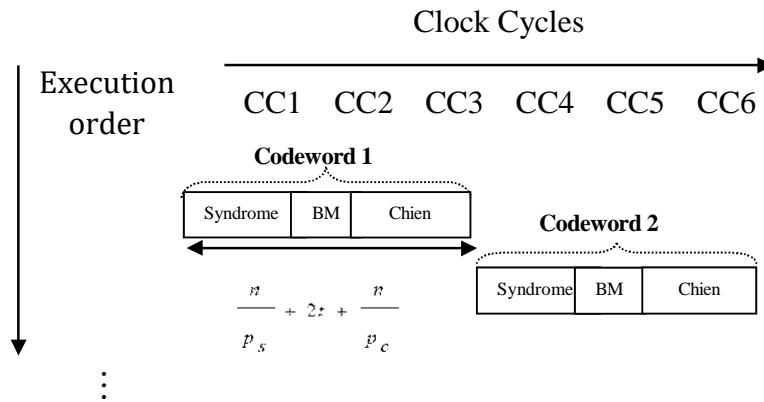 Clock Cycles
Execution
order
CC1 CC2 CC3 CC4 CC5 CC6
Codeword 1
Syndrome BM Chien
Codeword 2
Syndrome BM Chien
n/p_s + 2t + n/p_c
⋮